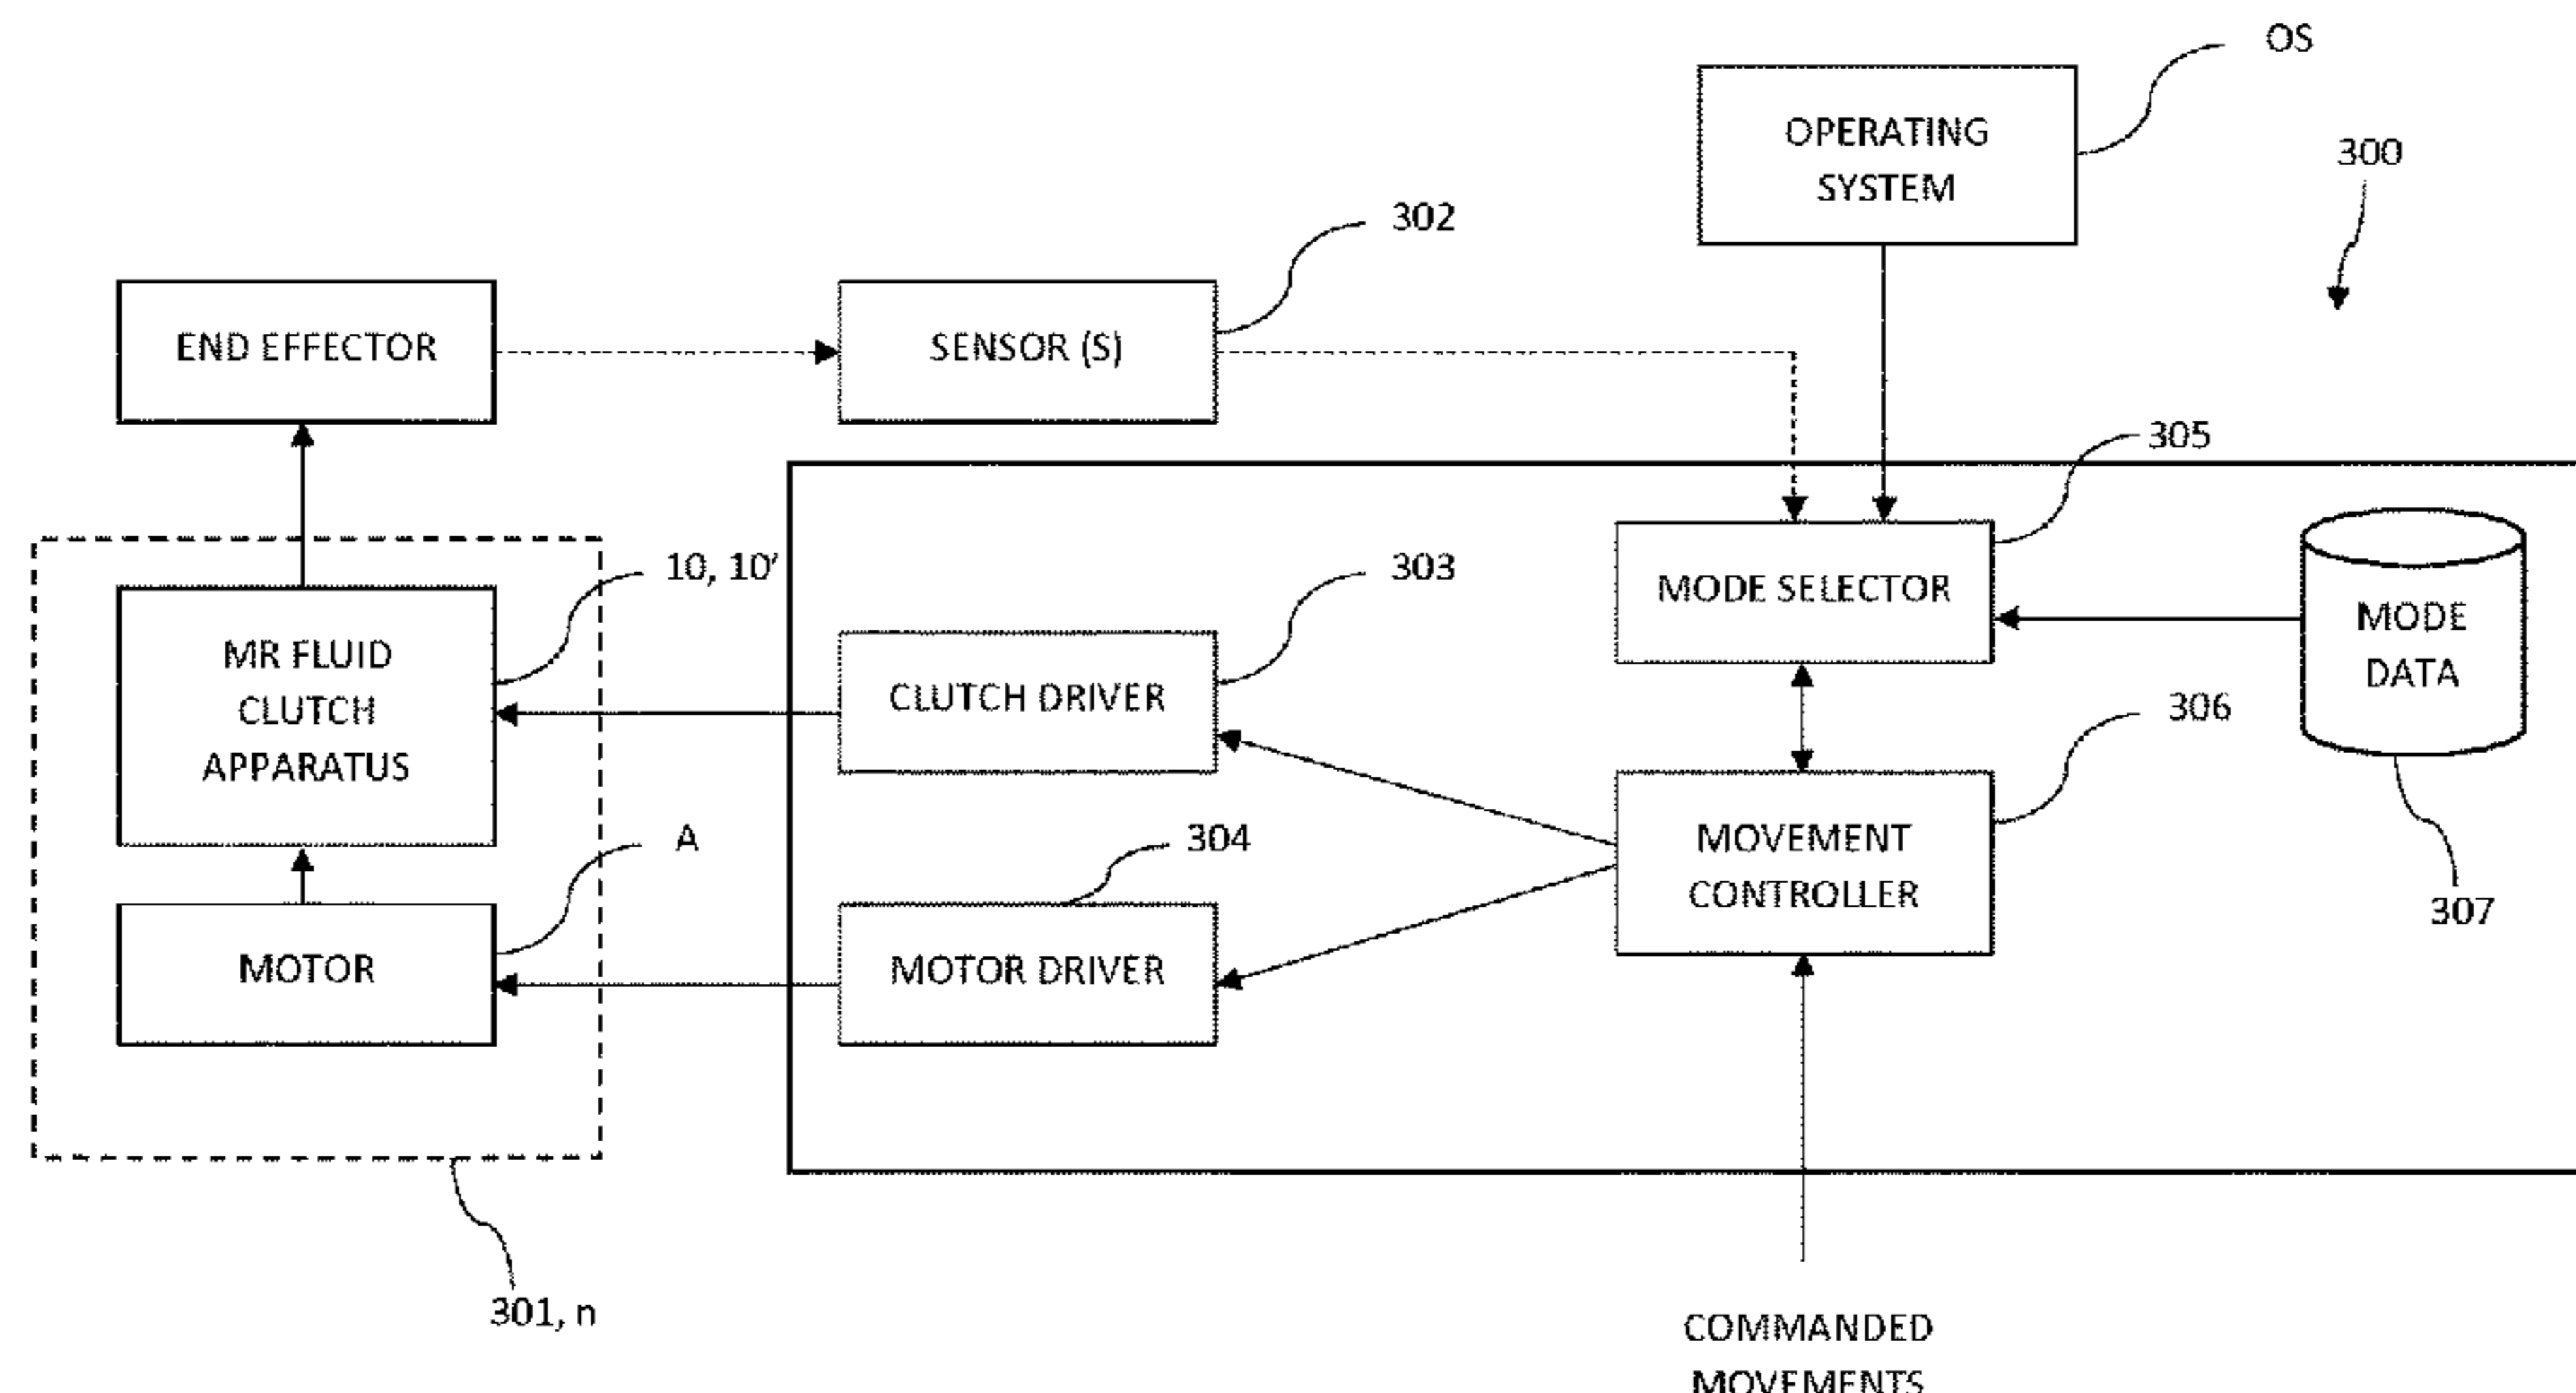 OS
OPERATING
SYSTEM
300
302
END EFFECTOR
SENSOR (S)
305
10, 10'
303
MODE SELECTOR
MODE
DATA
MR FLUID
CLUTCH
APPARATUS
CLUTCH DRIVER
306
A
304
MOVEMENT
CONTROLLER
307
MOTOR
MOTOR DRIVER
301, n
COMMANDED
MOVEMENTS